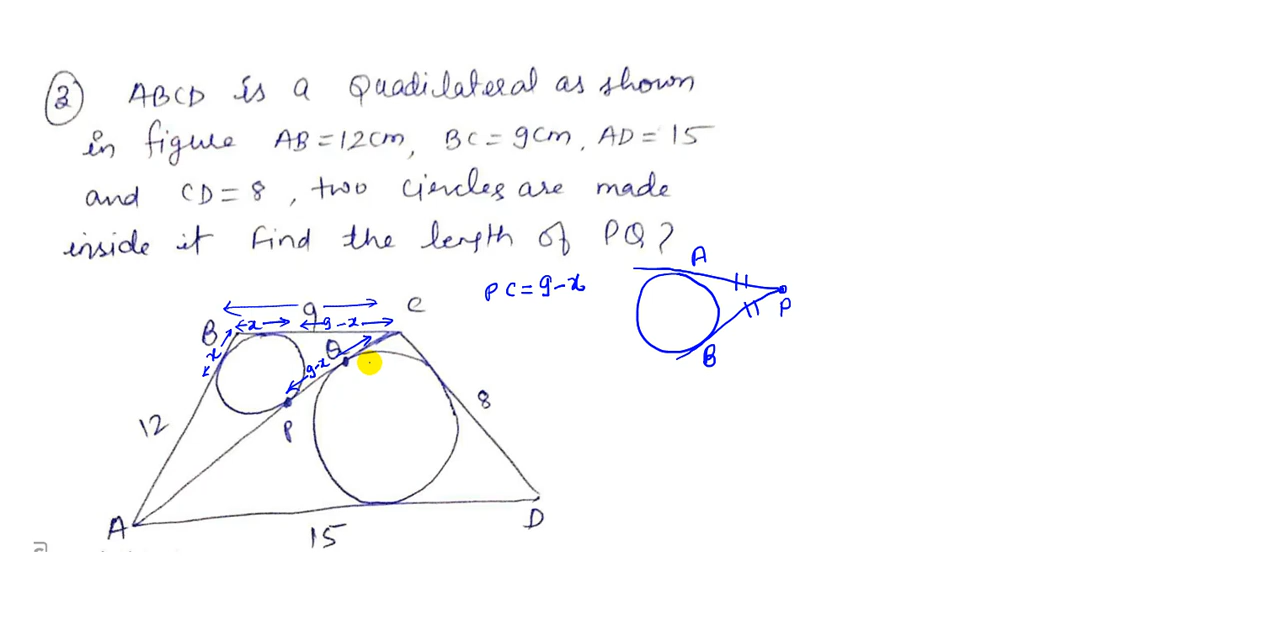 ② ABCD is a Quadilateral as shown
in figure AB = 12cm, BC = 9cm, AD = 15
and CD = 8, two circles are made
inside it Find the length of PQ?
PC = 9-x
A
P
B
9
C
B
x
9-x
x
Q
9-x
12
P
8
A
15
D